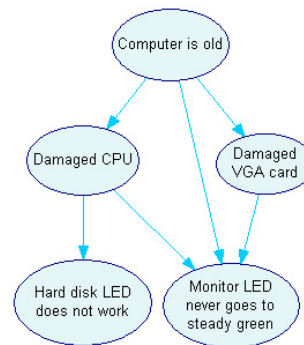 Computer is old
Damaged CPU
Damaged
VGA card
Hard disk LED
does not work
Monitor LED
never goes to
steady green